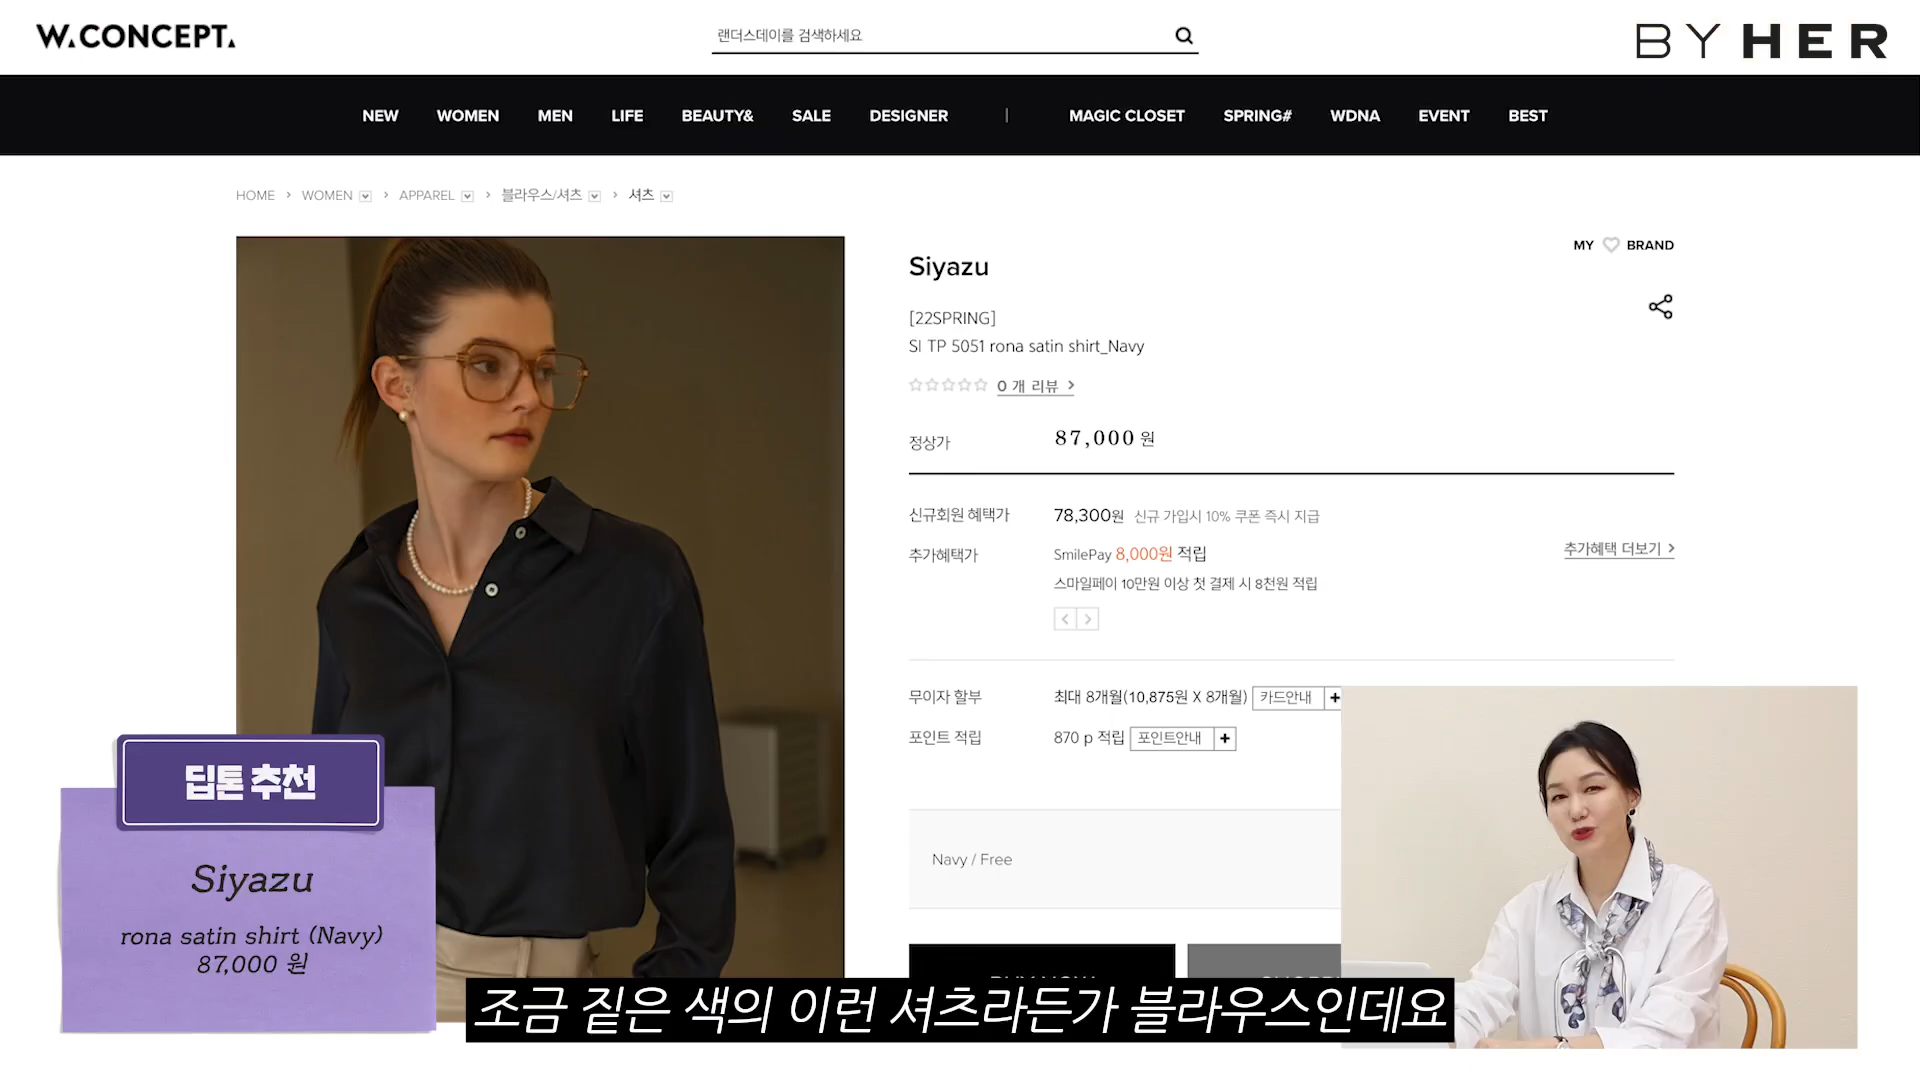 W.CONCEPT.
랜더스데이를 검색하세요
BY HER
NEW WOMEN MEN LIFE BEAUTY& SALE DESIGNER | MAGIC CLOSET SPRING# WDNA EVENT BEST
HOME > WOMEN > APPAREL > 블라우스/셔츠 > 셔츠
MY BRAND
Siyazu
[22SPRING]
SI TP 5051 rona satin shirt_Navy
0 개 리뷰 >
정상가 87,000 원
신규회원 혜택가 78,300원 신규 가입시 10% 쿠폰 즉시 지급
추가혜택가 SmilePay 8,000원 적립
추가혜택 더보기 >
스마일페이 10만원 이상 첫 결제 시 8천원 적립
무이자 할부 최대 8개월(10,875원 X 8개월) 카드안내 +
포인트 적립 870 p 적립 포인트안내 +
Navy / Free
딥톤 추천
Siyazu
rona satin shirt (Navy)
87,000 원
조금 짙은 색의 이런 셔츠라든가 블라우스인데요